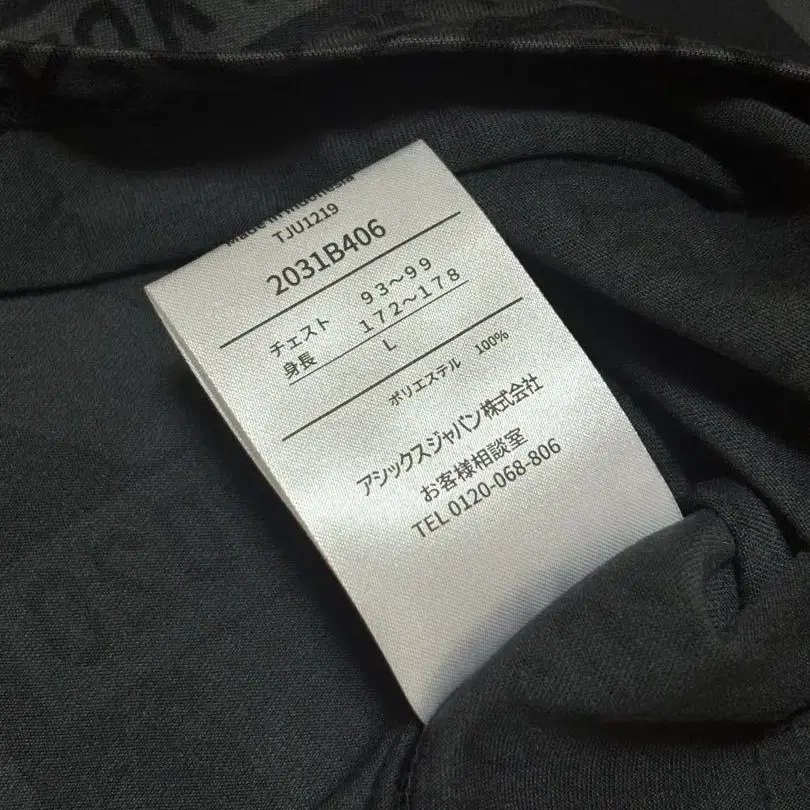 Made in Indonesia
TJU1219
2031B406
チェスト 93～99
身長 172～178
L
ポリエステル 100%
アシックスジャパン株式会社
お客様相談室
TEL 0120-068-806